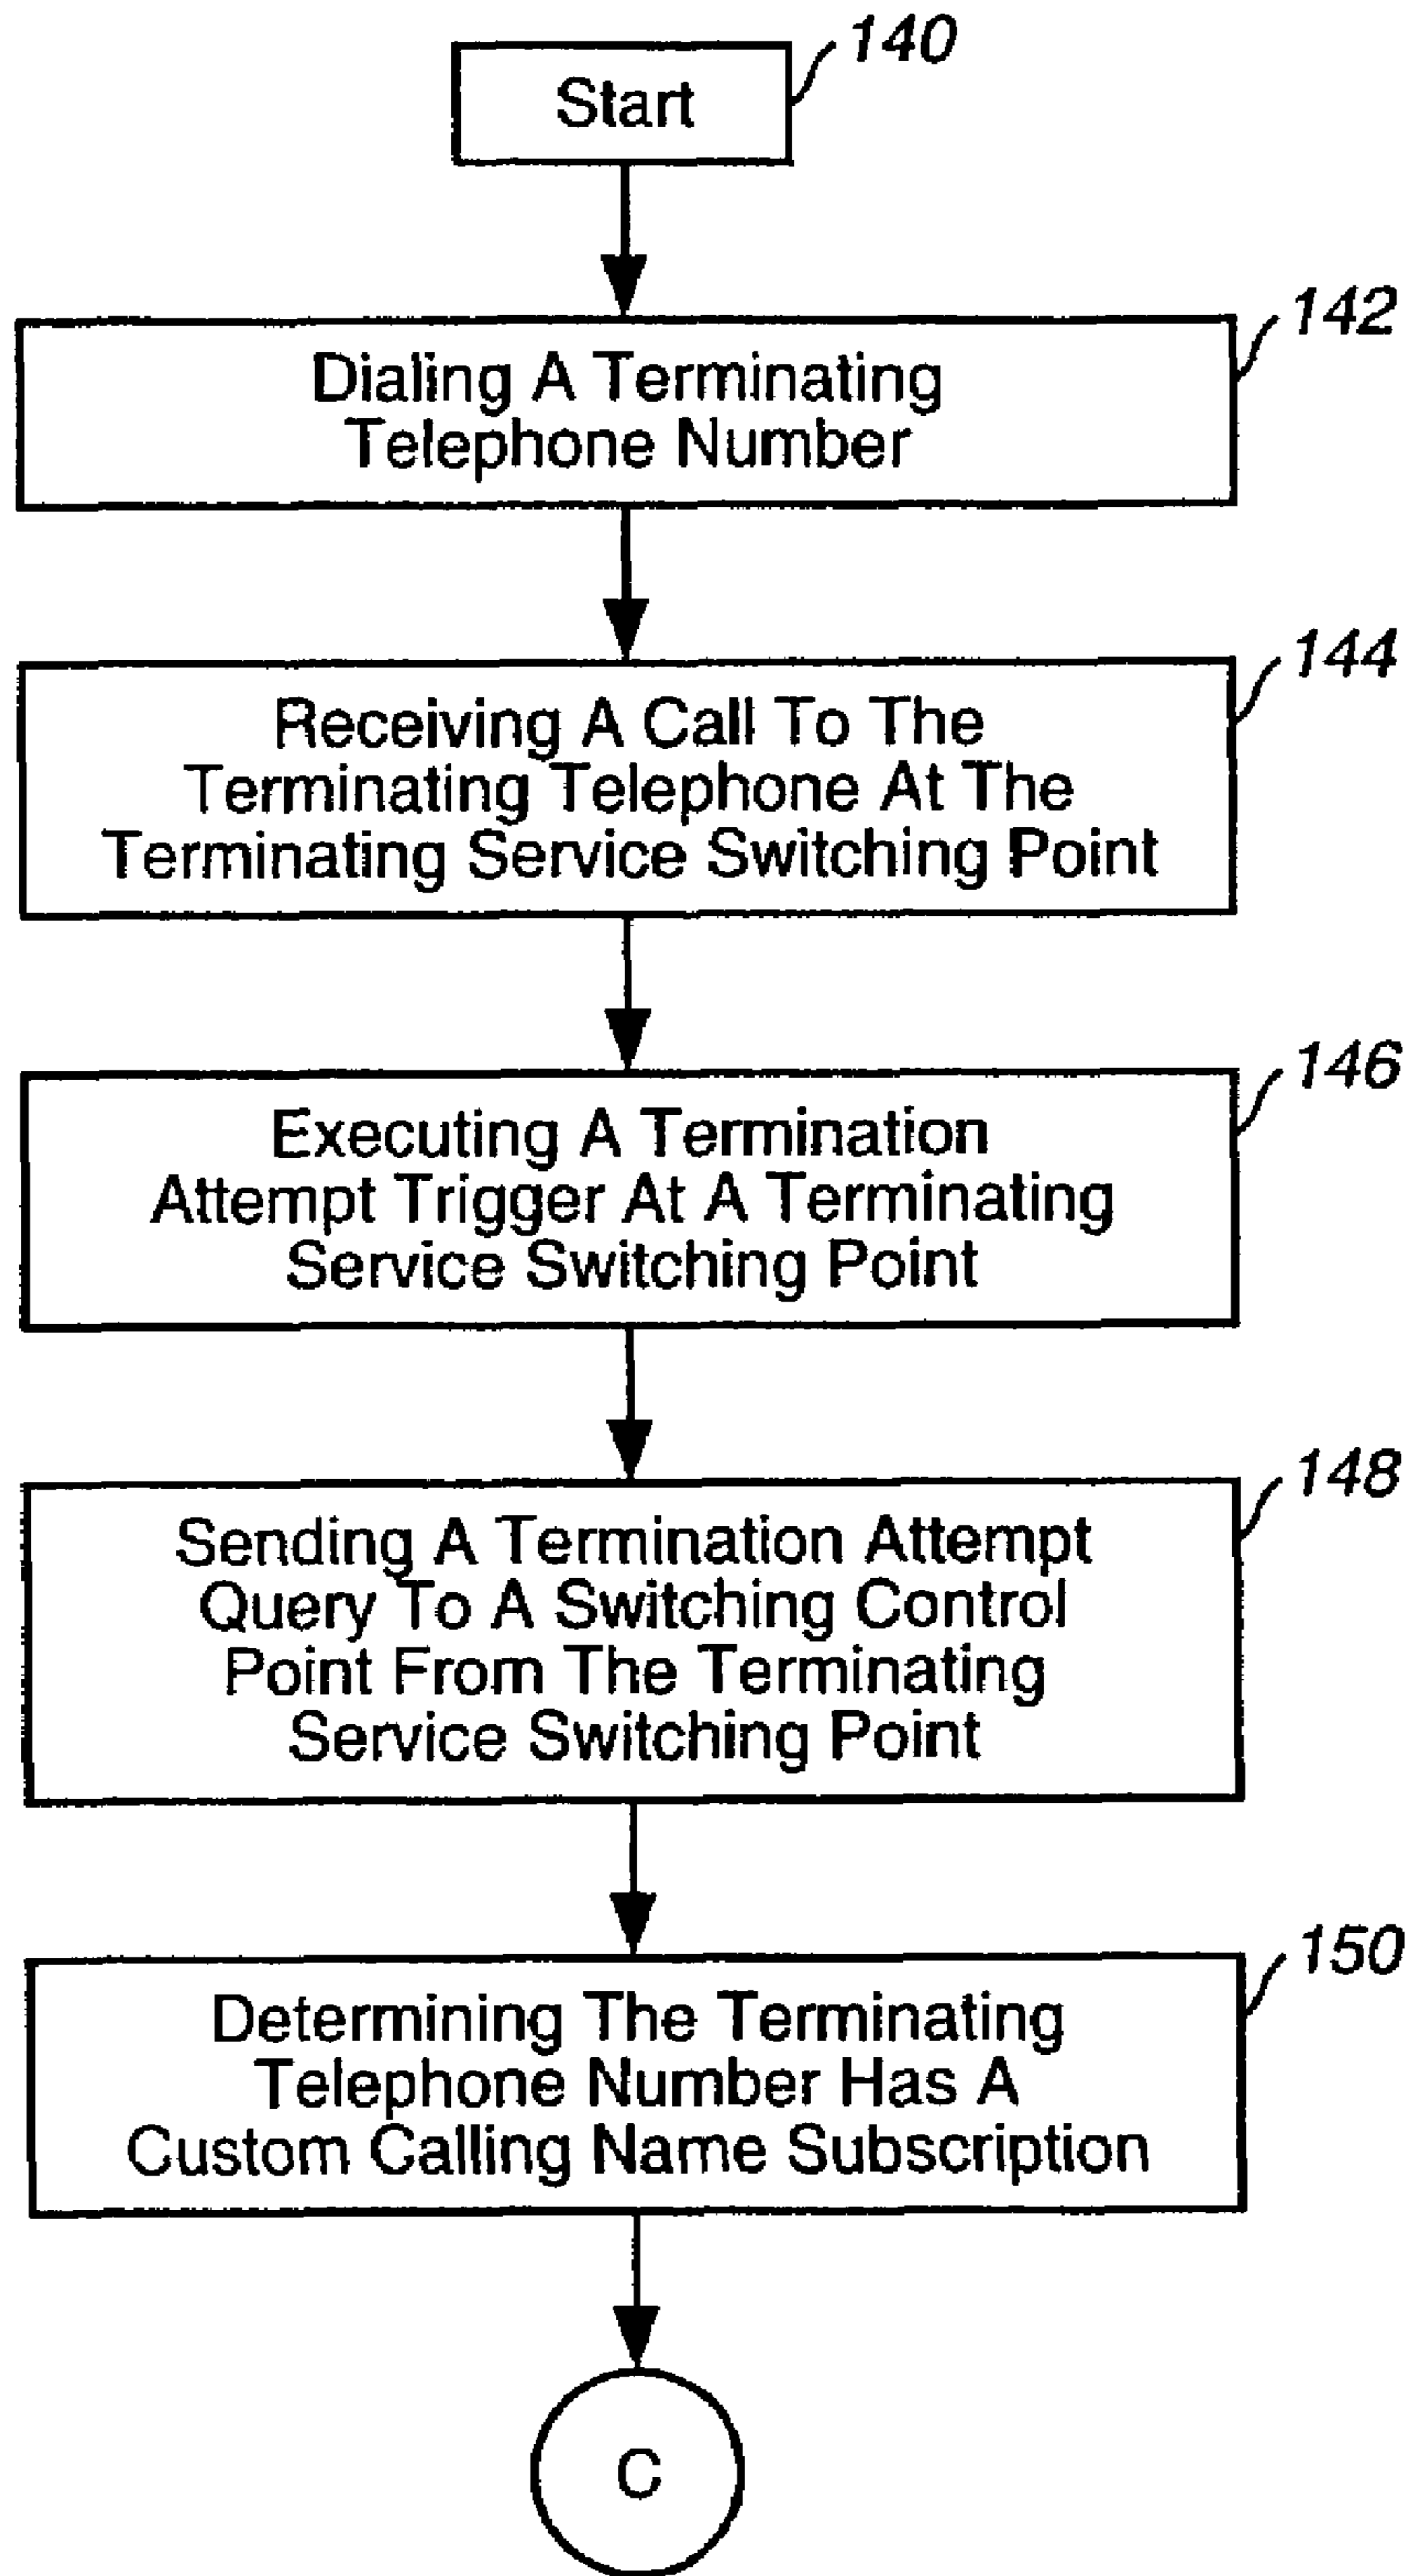 140
Start
142
Dialing A Terminating
Telephone Number
144
Receiving A Call To The
Terminating Telephone At The
Terminating Service Switching Point
146
Executing A Termination
Attempt Trigger At A Terminating
Service Switching Point
148
Sending A Termination Attempt
Query To A Switching Control
Point From The Terminating
Service Switching Point
150
Determining The Terminating
Telephone Number Has A
Custom Calling Name Subscription
C